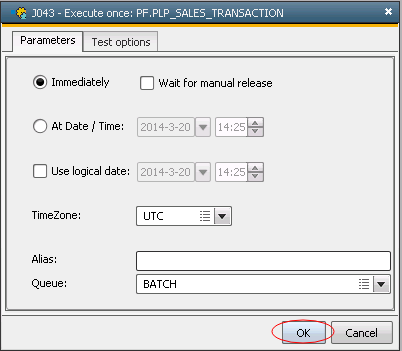 J043 - Execute once: PF.PLP_SALES_TRANSACTION
Parameters Test options
Immediately Wait for manual release
At Date / Time: 2014-3-20 14:25
Use logical date: 2014-3-20 14:25
TimeZone: UTC
Alias:
Queue: BATCH
OK Cancel